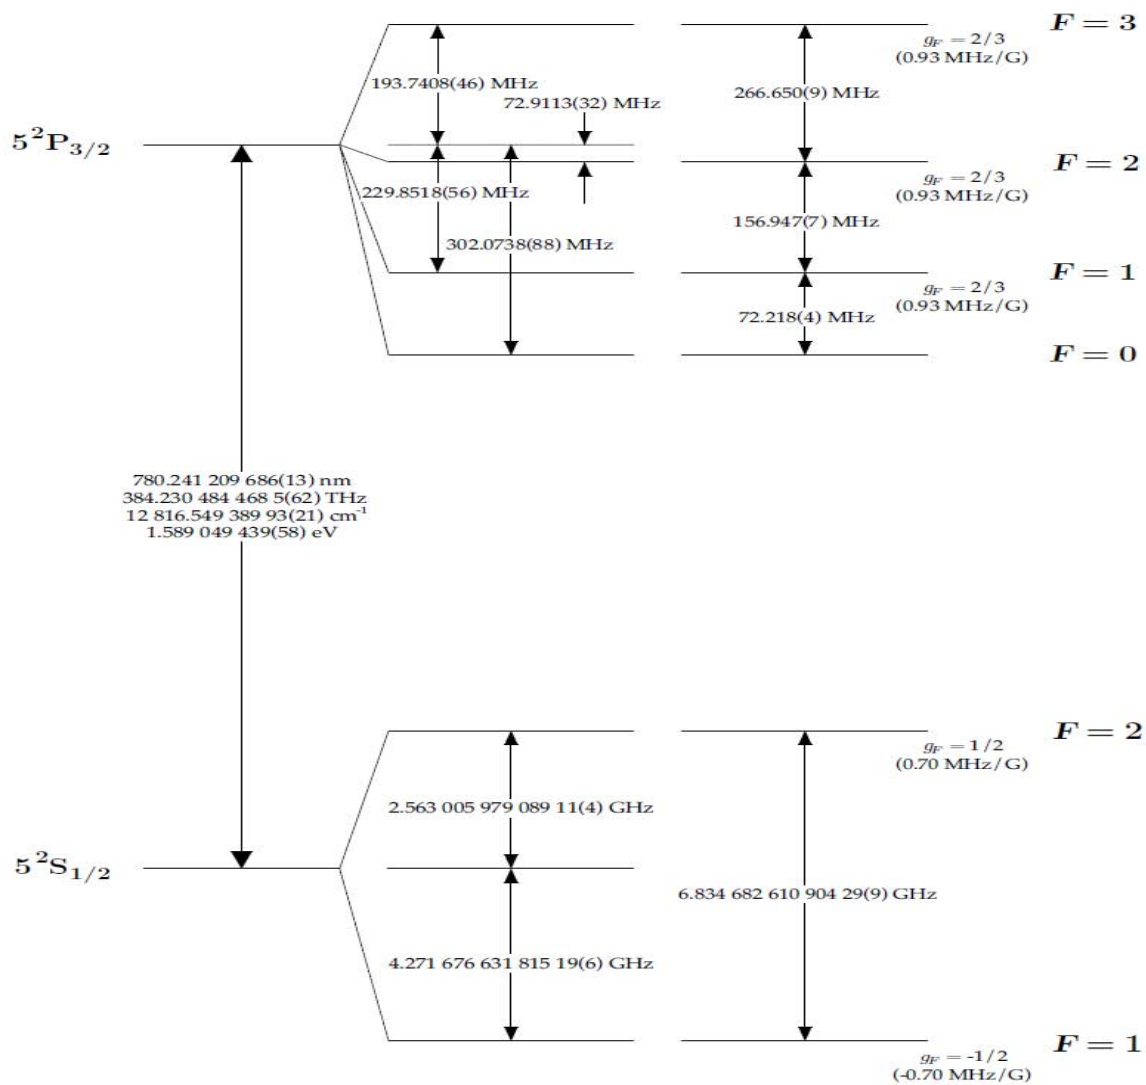 F = 3
g_F = 2/3
(0.93 MHz/G)
193.7408(46) MHz
72.9113(32) MHz
266.650(9) MHz
5²P₃/₂
F = 2
g_F = 2/3
(0.93 MHz/G)
229.8518(56) MHz
156.947(7) MHz
302.0738(88) MHz
F = 1
g_F = 2/3
(0.93 MHz/G)
72.218(4) MHz
F = 0
780.241 209 686(13) nm
384.230 484 468 5(62) THz
12 816.549 389 93(21) cm⁻¹
1.589 049 439(58) eV
F = 2
g_F = 1/2
(0.70 MHz/G)
2.563 005 979 089 11(4) GHz
5²S₁/₂
6.834 682 610 904 29(9) GHz
4.271 676 631 815 19(6) GHz
F = 1
g_F = -1/2
(-0.70 MHz/G)